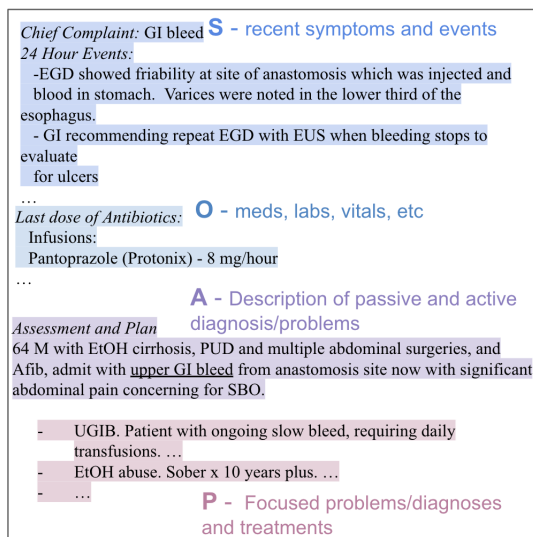 Chief Complaint: GI bleed S - recent symptoms and events
24 Hour Events:
-EGD showed friability at site of anastomosis which was injected and
blood in stomach. Varices were noted in the lower third of the
esophagus.
- GI recommending repeat EGD with EUS when bleeding stops to
evaluate
for ulcers
…
Last dose of Antibiotics: O - meds, labs, vitals, etc
Infusions:
Pantoprazole (Protonix) - 8 mg/hour
…
A - Description of passive and active
diagnosis/problems
Assessment and Plan
64 M with EtOH cirrhosis, PUD and multiple abdominal surgeries, and
Afib, admit with upper GI bleed from anastomosis site now with significant
abdominal pain concerning for SBO.
- UGIB. Patient with ongoing slow bleed, requiring daily
transfusions. …
- EtOH abuse. Sober x 10 years plus. …
- …
P - Focused problems/diagnoses
and treatments